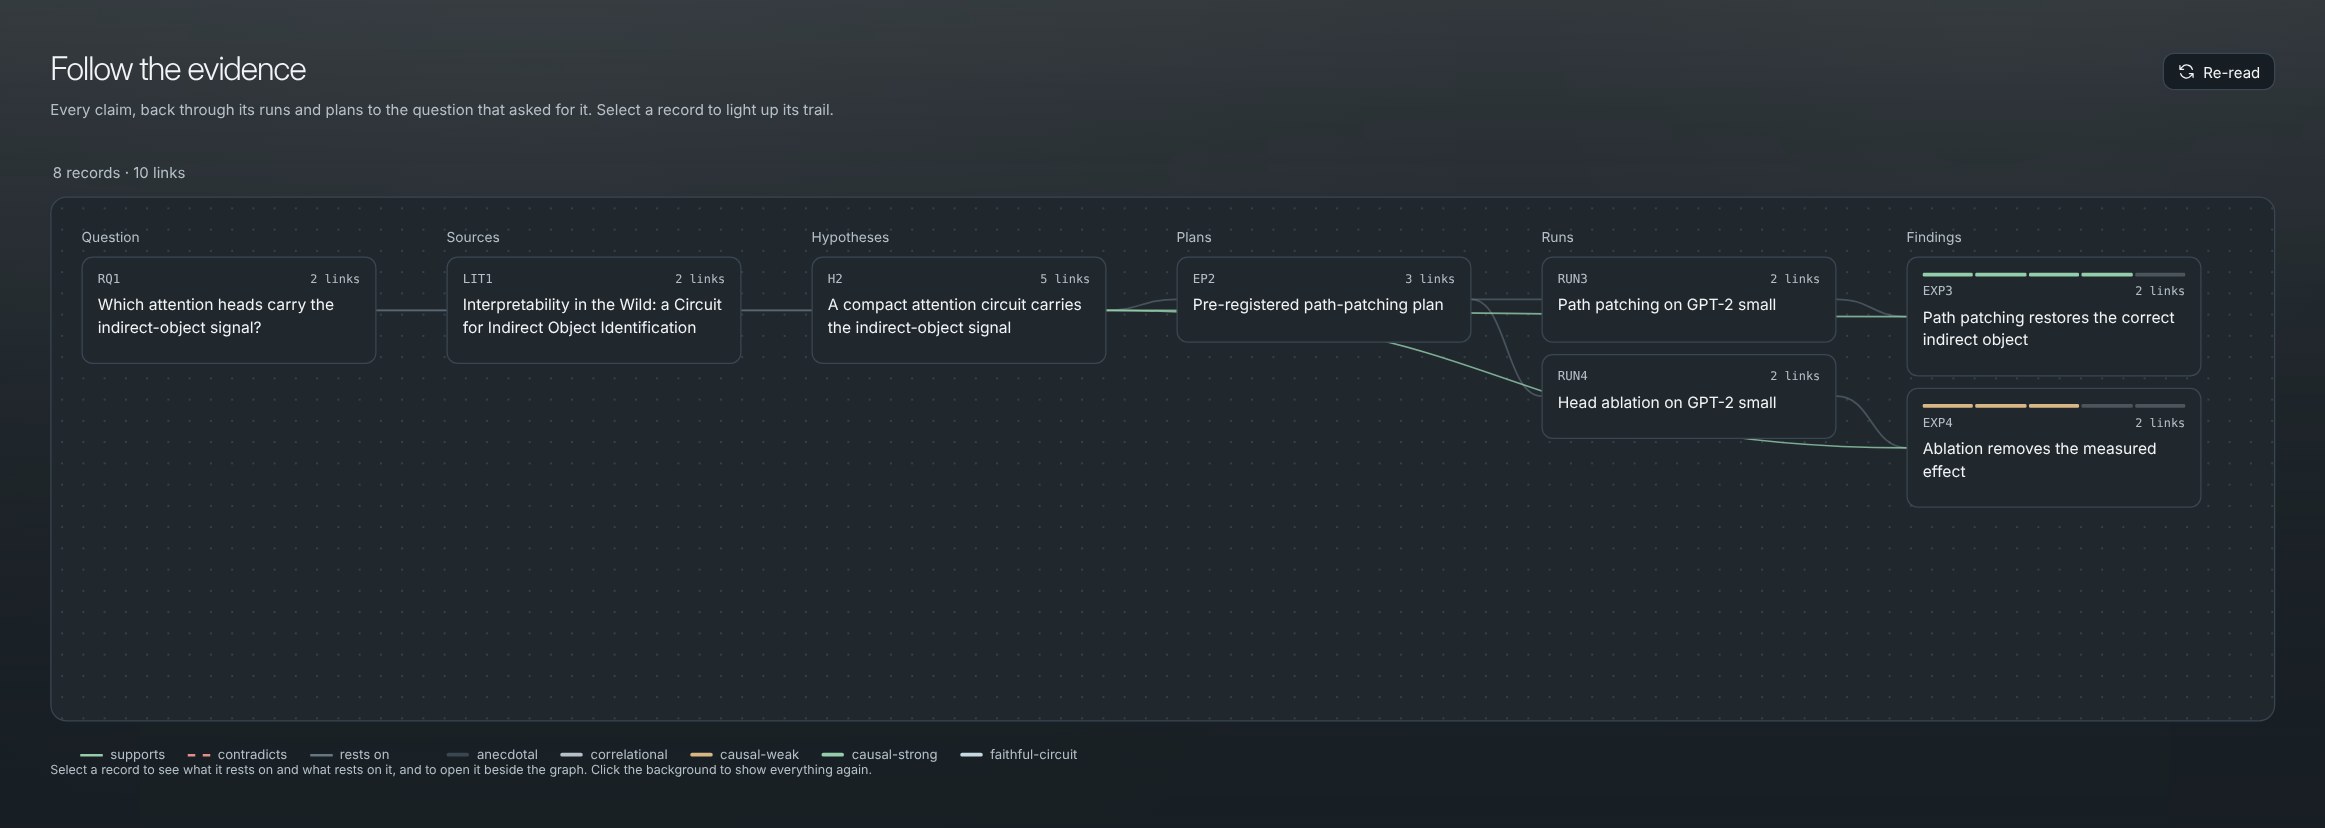 Follow the evidence
Re-read
Every claim, back through its runs and plans to the question that asked for it. Select a record to light up its trail.
8 records · 10 links
Question
RQ1 2 links
Which attention heads carry the
indirect-object signal?
Sources
LIT1 2 links
Interpretability in the Wild: a Circuit
for Indirect Object Identification
Hypotheses
H2 5 links
A compact attention circuit carries
the indirect-object signal
Plans
EP2 3 links
Pre-registered path-patching plan
Runs
RUN3 2 links
Path patching on GPT-2 small
RUN4 2 links
Head ablation on GPT-2 small
Findings
EXP3 2 links
Path patching restores the correct
indirect object
EXP4 2 links
Ablation removes the measured
effect
supports contradicts rests on anecdotal correlational causal-weak causal-strong faithful-circuit
Select a record to see what it rests on and what rests on it, and to open it beside the graph. Click the background to show everything again.